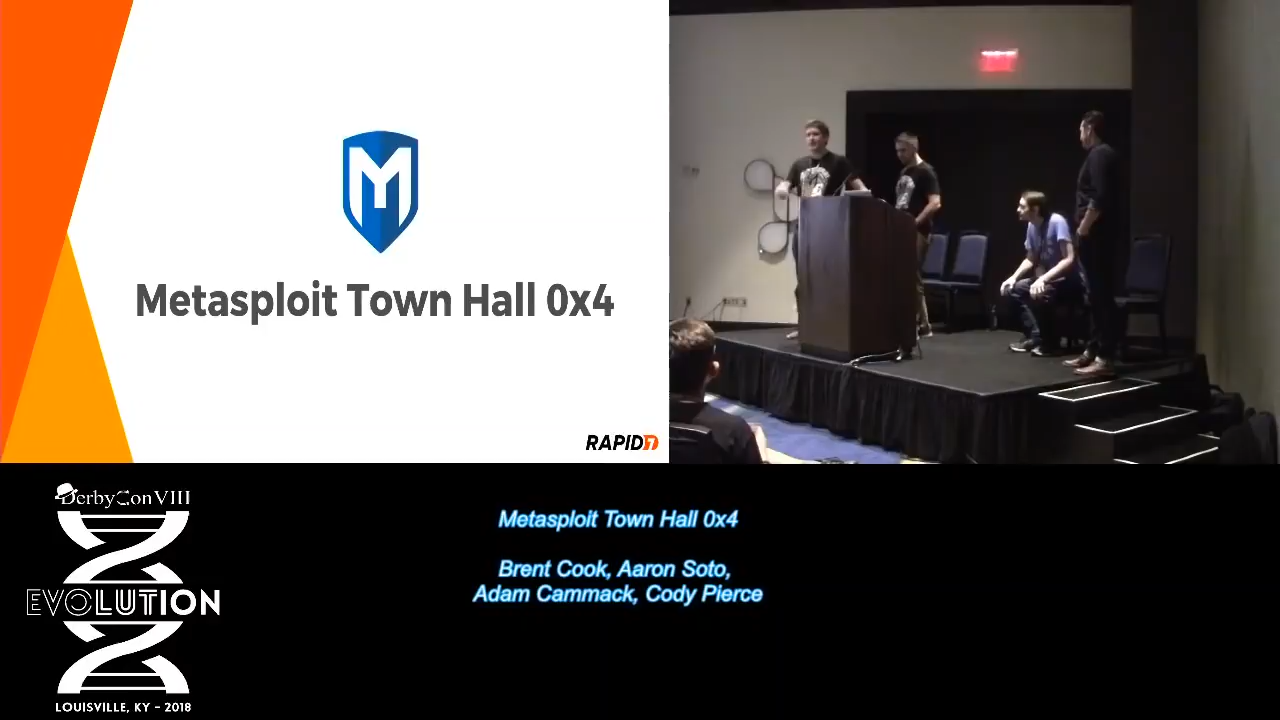 Metasploit Town Hall 0x4
RAPID7
DerbyCon VIII
EVOLUTION
LOUISVILLE, KY - 2018
Metasploit Town Hall 0x4
Brent Cook, Aaron Soto,
Adam Cammack, Cody Pierce